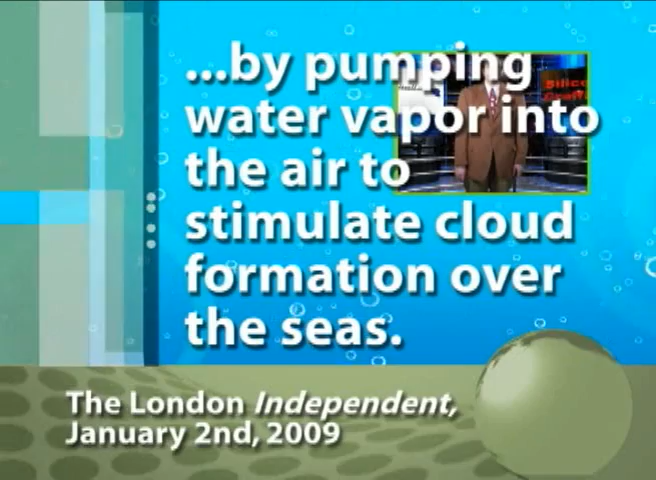 ...by pumping
water vapor into
the air to
stimulate cloud
formation over
the seas.
The London Independent,
January 2nd, 2009